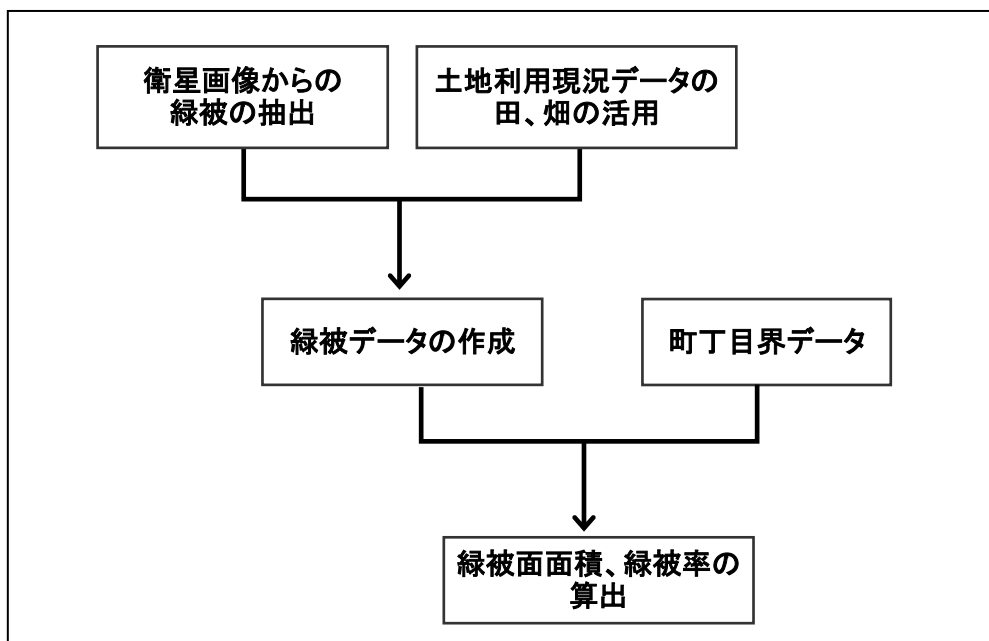 衛星画像からの
緑被の抽出
土地利用現況データの
田、畑の活用
緑被データの作成
町丁目界データ
緑被面面積、緑被率の
算出